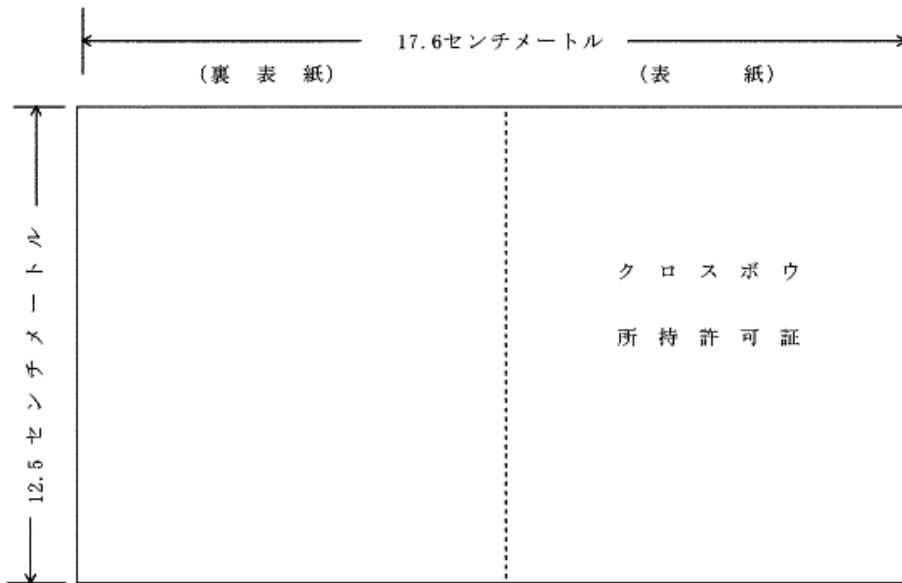 17.6センチメートル
（裏 表 紙） （表 紙）
12.5センチメートル
クロスボウ
所持許可証